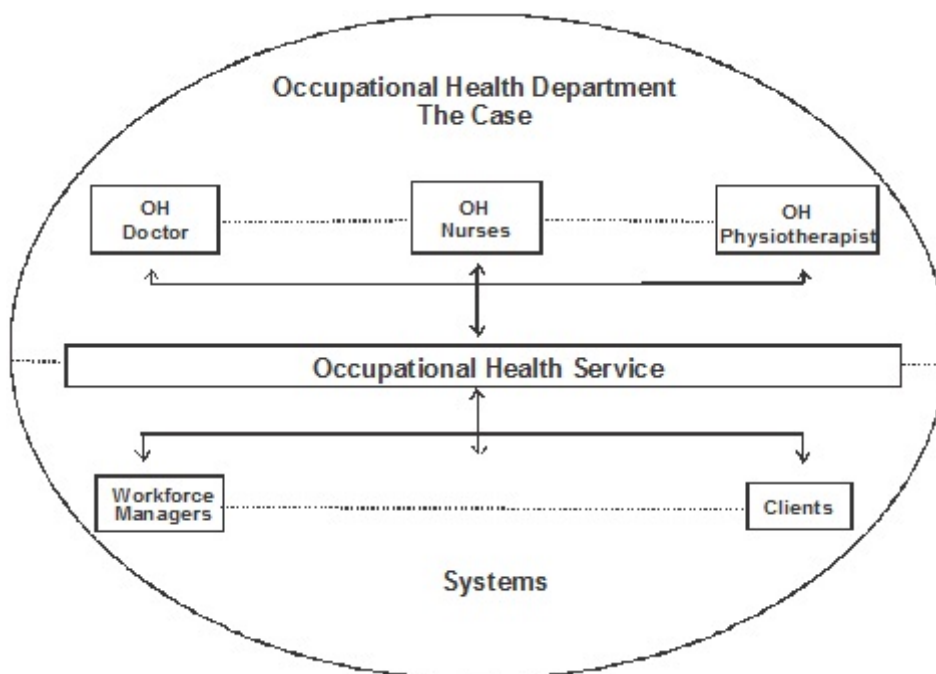 Occupational Health Department
The Case
OH
Doctor
OH
Nurses
OH
Physiotherapist
Occupational Health Service
Workforce
Managers
Clients
Systems